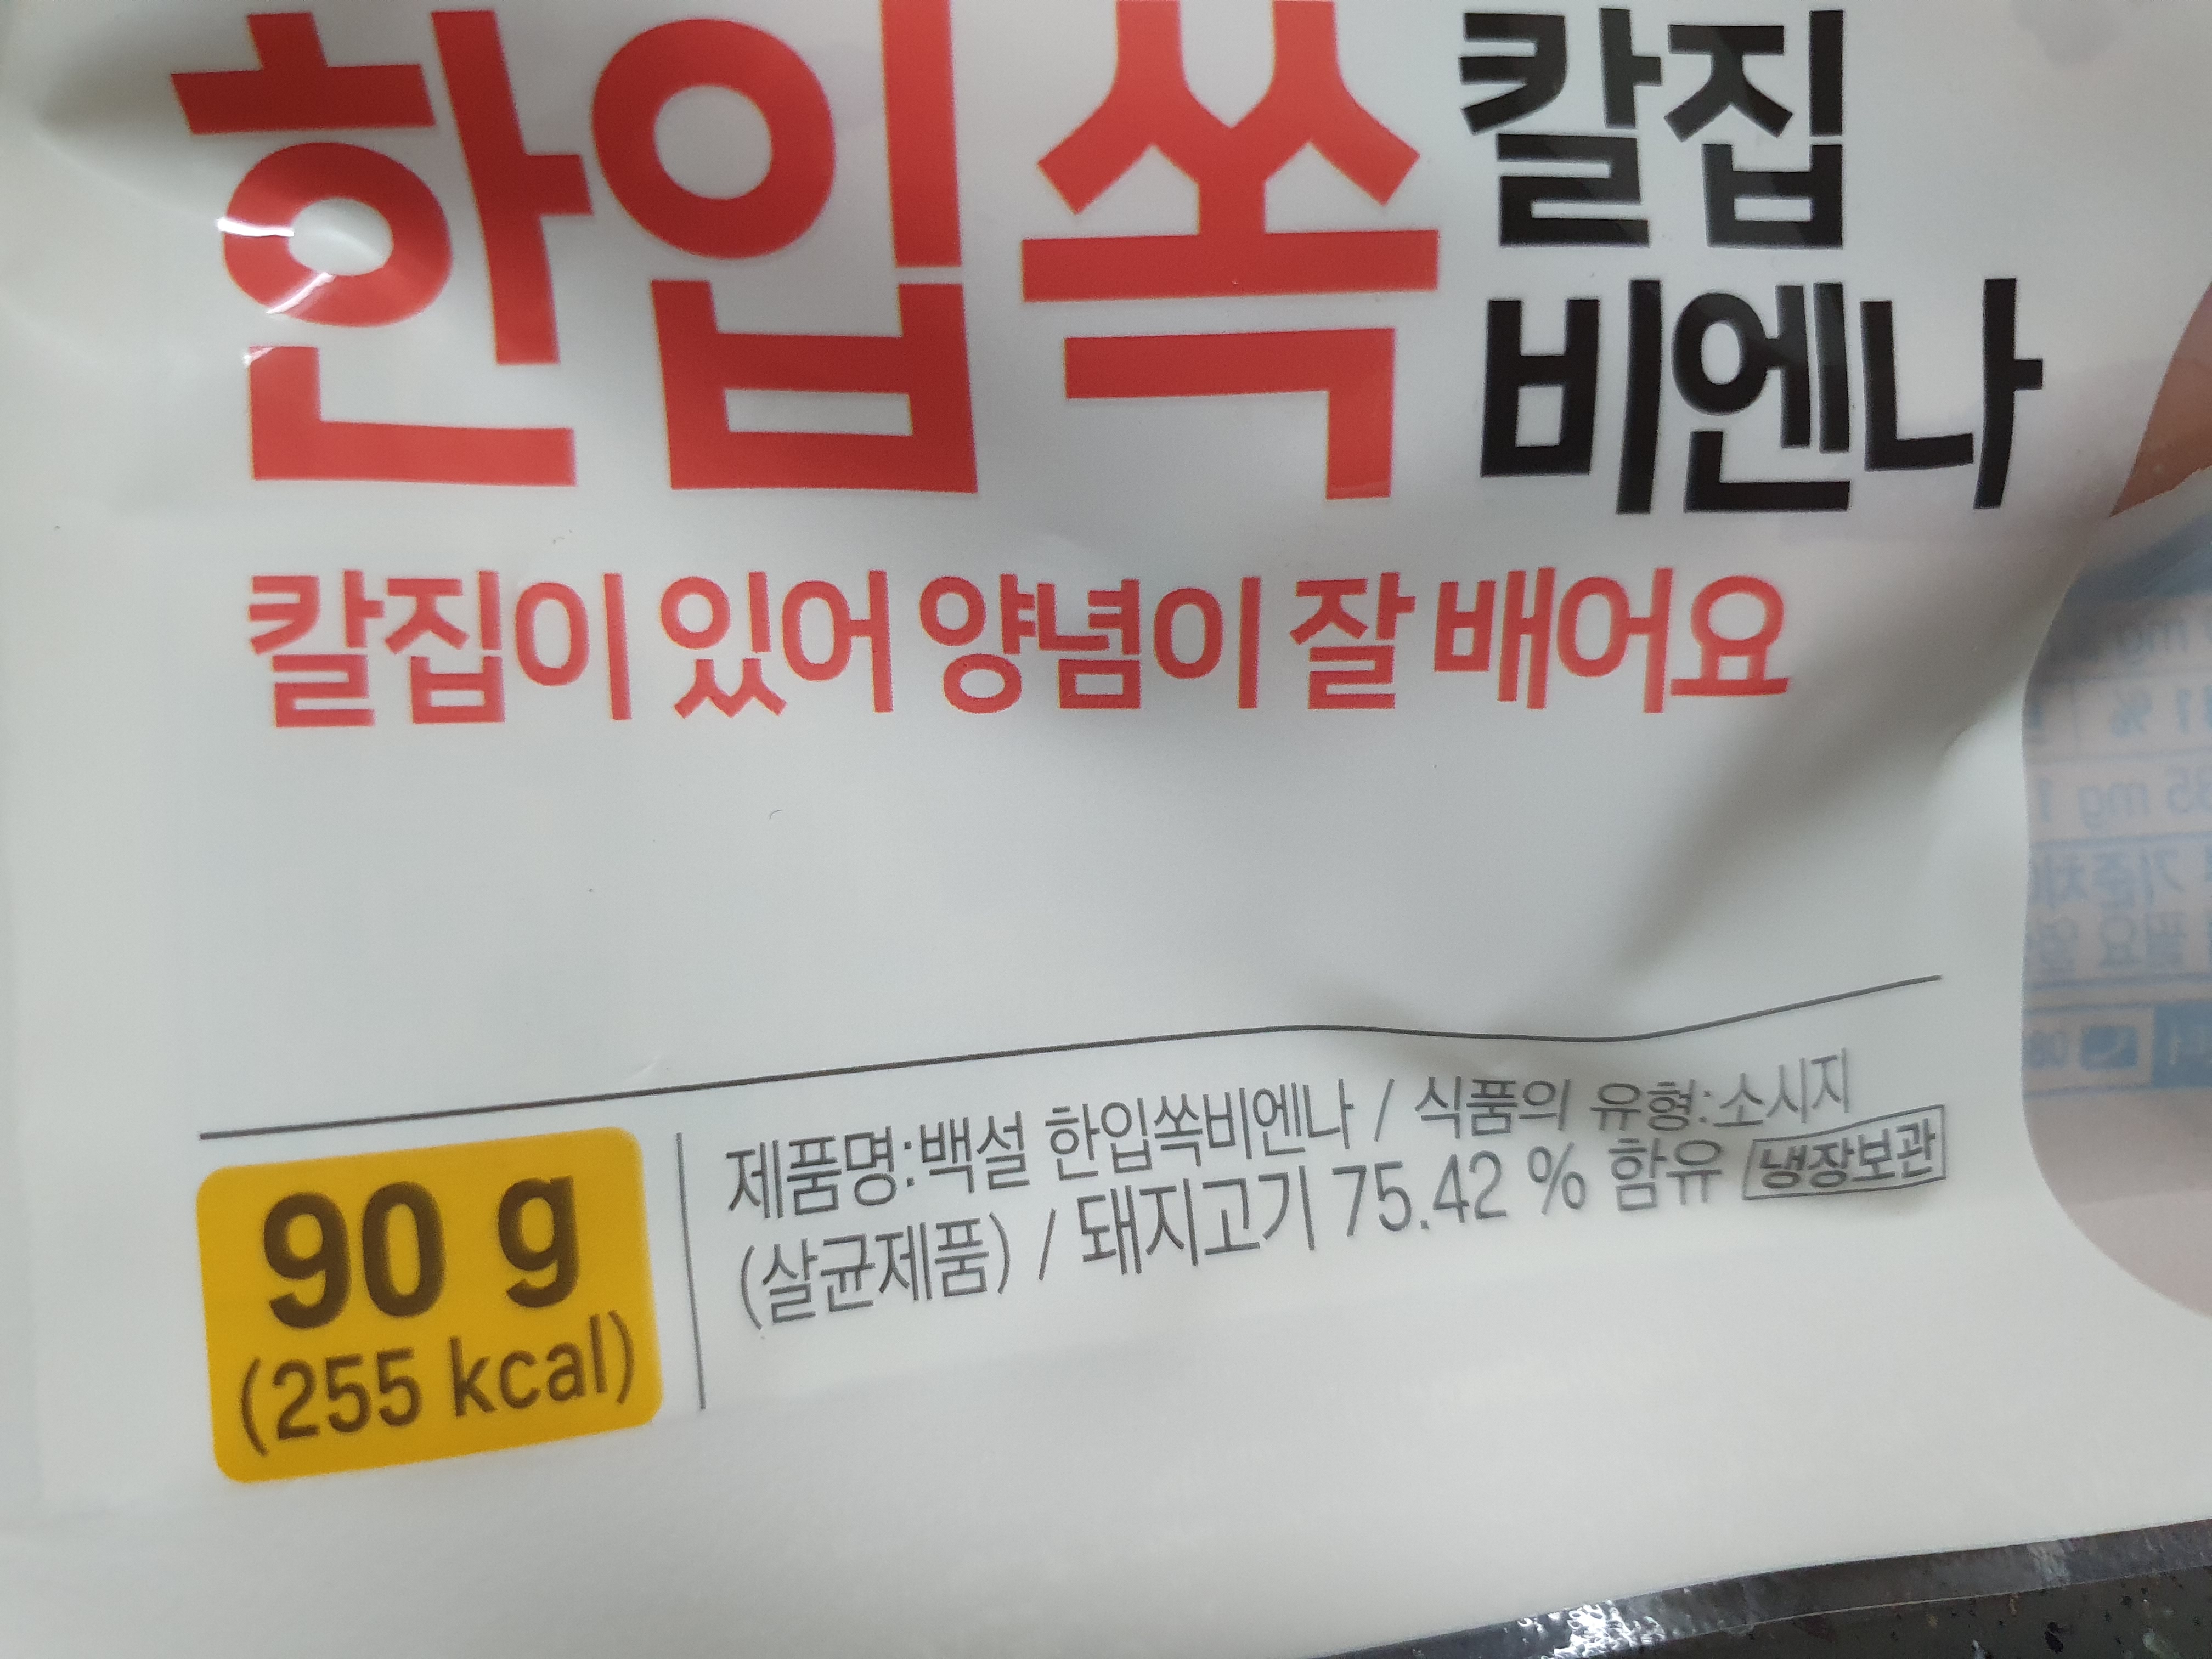 한입쏙 칼집
비엔나
칼집이 있어 양념이 잘 배어요
90 g
(255 kcal)
제품명:백설 한입쏙비엔나 / 식품의 유형:소시지
(살균제품) / 돼지고기 75.42 % 함유 냉장보관